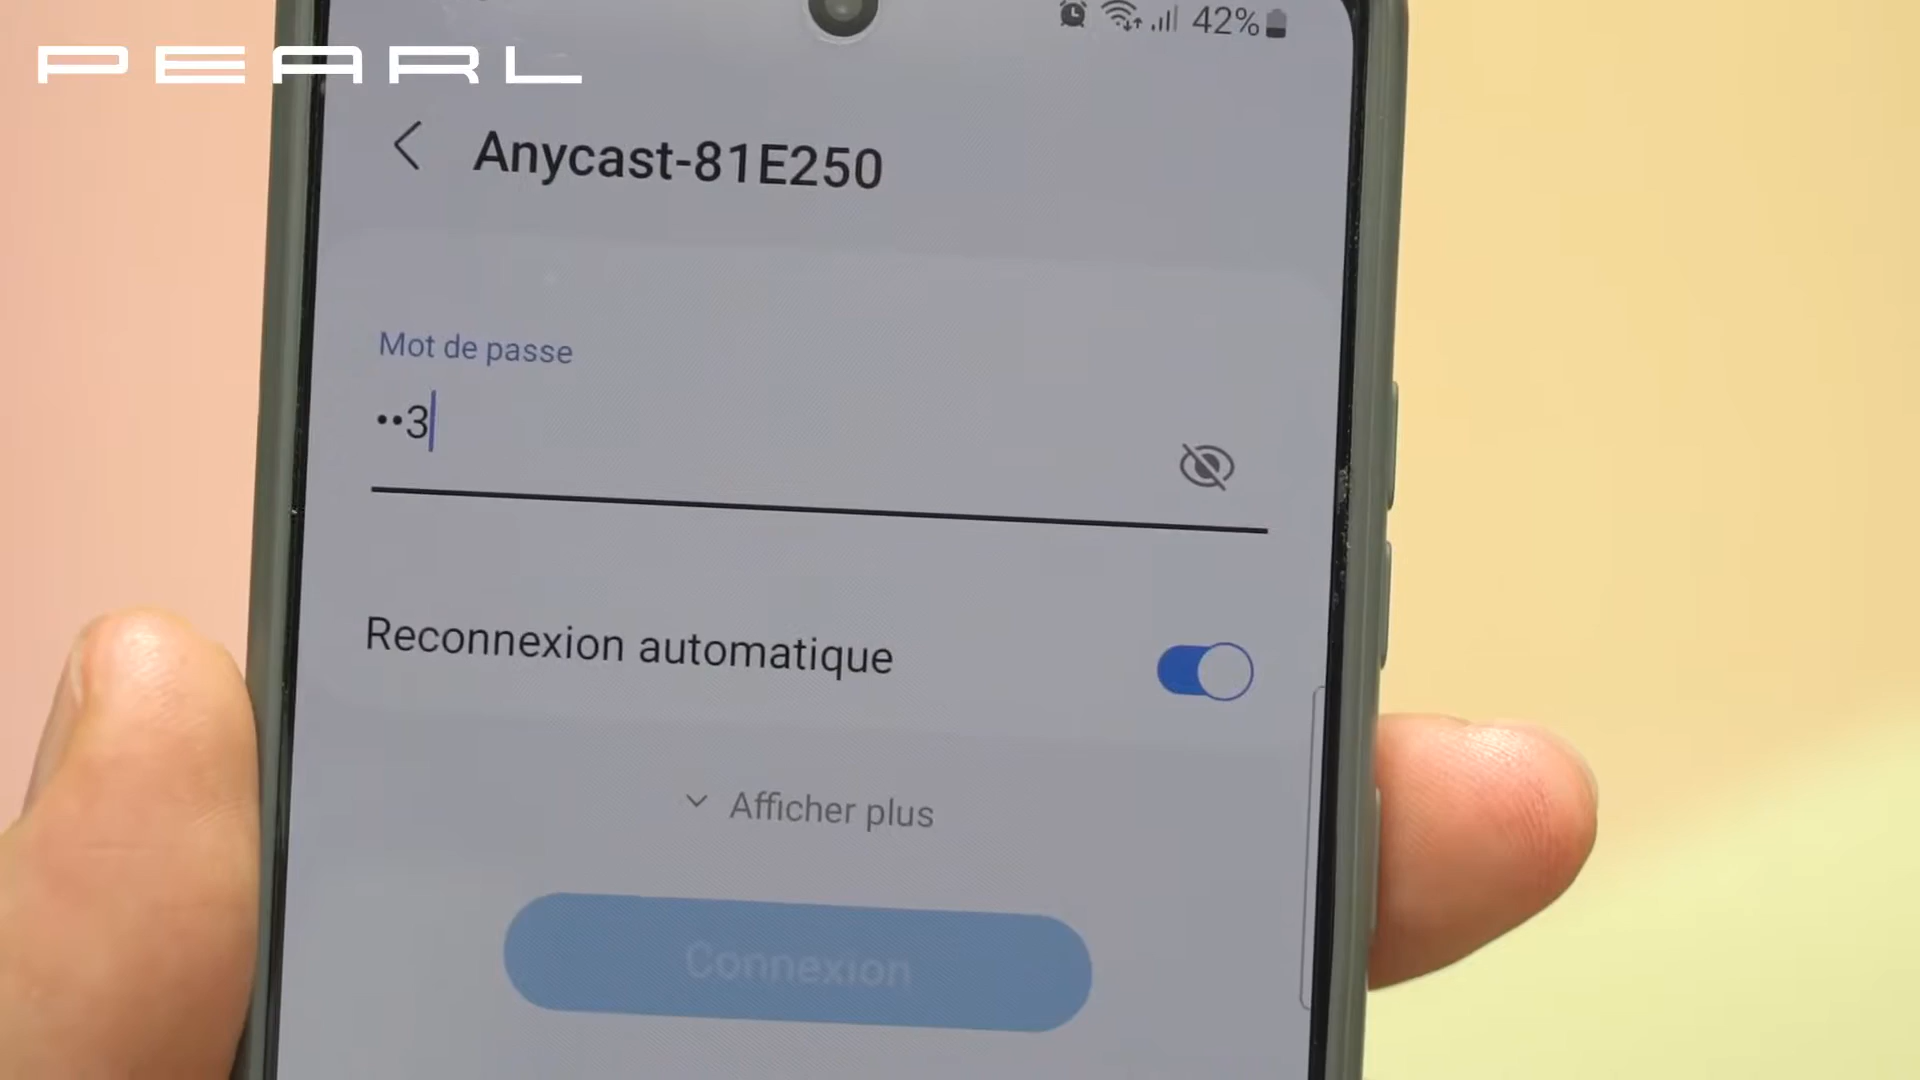 PEARL
42%
Anycast-81E250
Mot de passe
••3
Reconnexion automatique
Afficher plus
Connexion